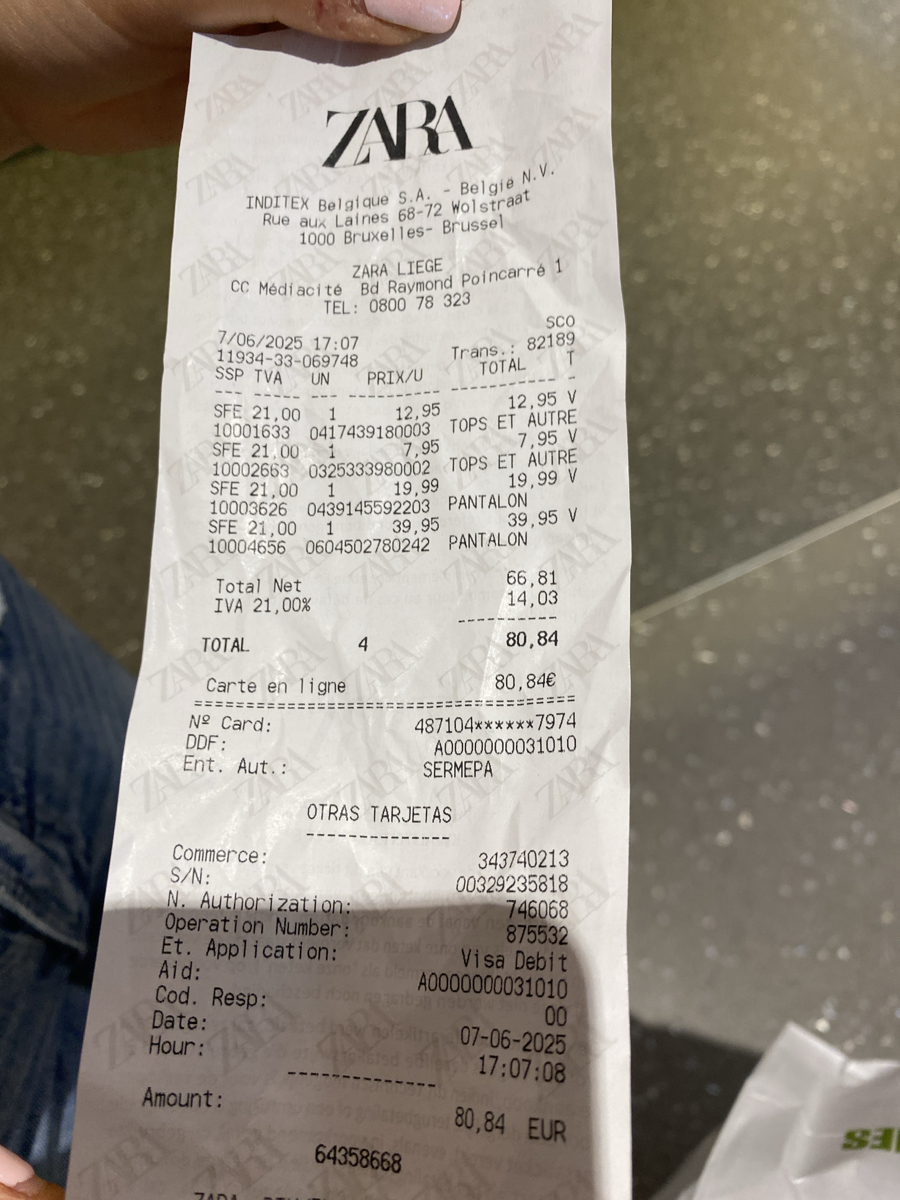 ZARA
INDITEX Belgique S.A. - Belgie N.V.
Rue aux Laines 68-72 Wolstraat
1000 Bruxelles- Brussel
ZARA LIEGE
CC Médiacité Bd Raymond Poincarré 1
TEL: 0800 78 323
SCO
7/06/2025 17:07
11934-33-069748 Trans.: 82189
SSP TVA UN PRIX/U TOTAL T
SFE 21,00 1 12,95 12,95 V
10001633 0417439180003 TOPS ET AUTRE
SFE 21,00 1 7,95 7,95 V
10002663 0325333980002 TOPS ET AUTRE
SFE 21,00 1 19,99 19,99 V
10003626 0439145592203 PANTALON
SFE 21,00 1 39,95 39,95 V
10004656 0604502780242 PANTALON
Total Net 66,81
IVA 21,00% 14,03
TOTAL 4 80,84
Carte en ligne 80,84€
Nº Card: 487104******7974
DDF: A0000000031010
Ent. Aut.: SERMEPA
OTRAS TARJETAS
Commerce: 343740213
S/N: 00329235818
N. Authorization: 746068
Operation Number: 875532
Et. Application: Visa Debit
Aid: A0000000031010
Cod. Resp: 00
Date: 07-06-2025
Hour: 17:07:08
Amount: 80,84 EUR
64358668
ZARA